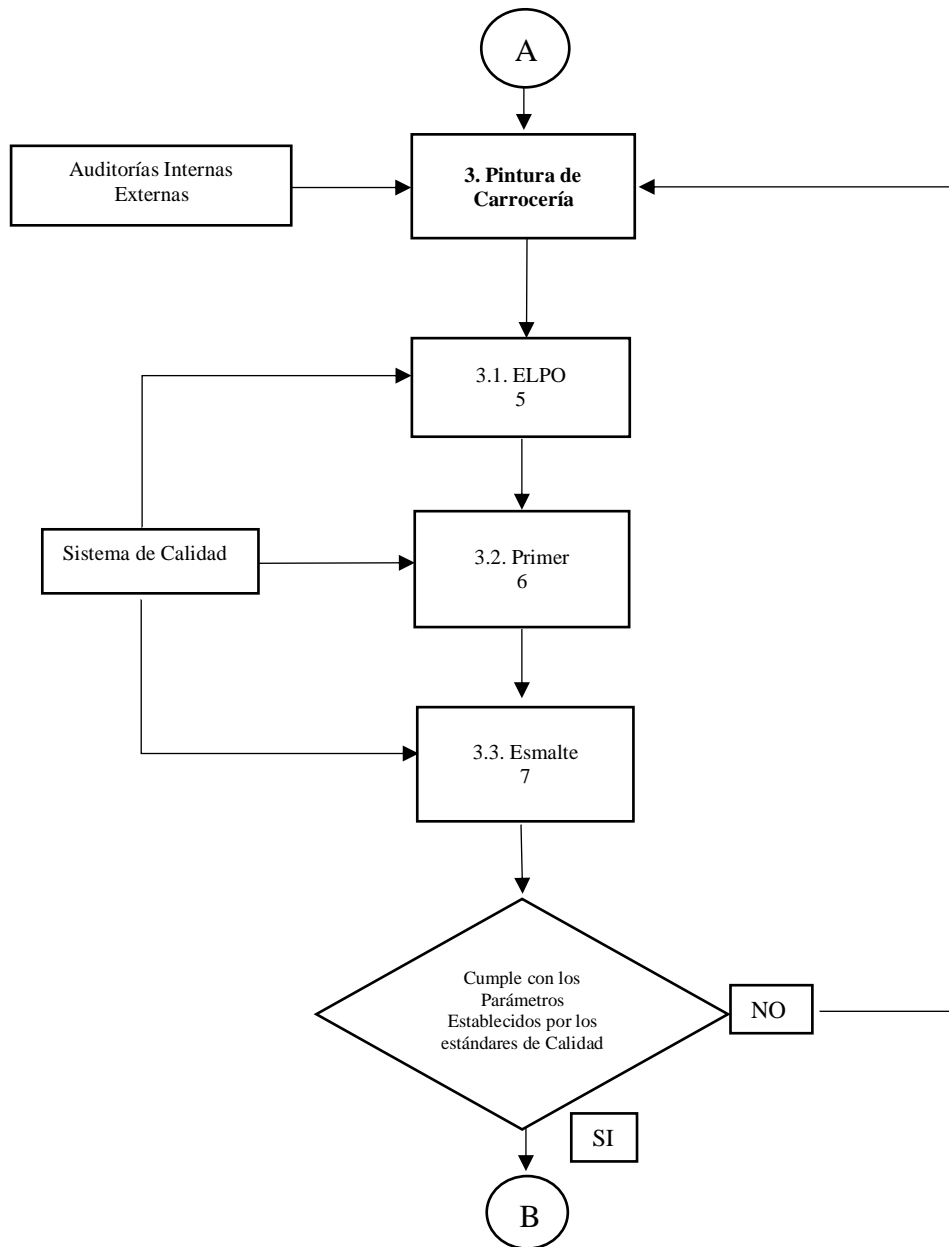 A
Auditorías Internas
Externas
3. Pintura de
Carrocería
3.1. ELPO
5
Sistema de Calidad
3.2. Primer
6
3.3. Esmalte
7
Cumple con los
Parámetros
Establecidos por los
estándares de Calidad
NO
SI
B